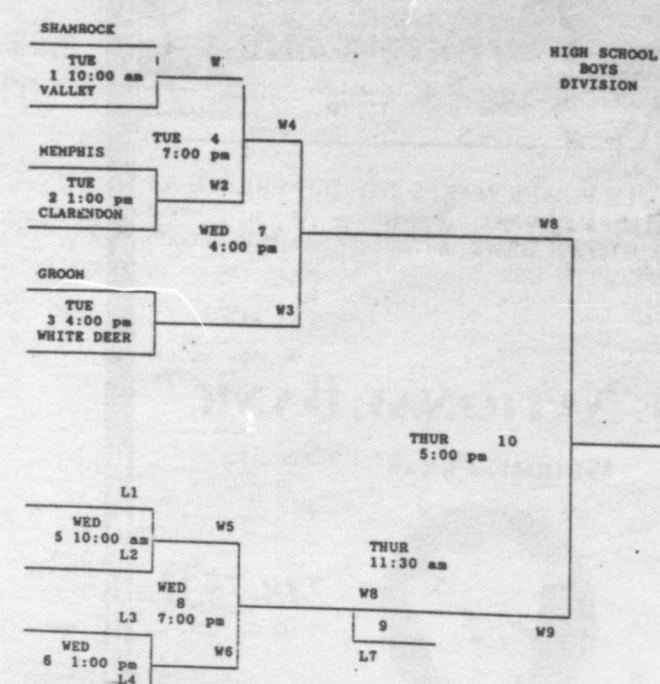 SHAMROCK
TUE
1 10:00 am
VALLEY
W
HIGH SCHOOL
BOYS
DIVISION
TUE 4
7:00 pm
W4
MEMPHIS
TUE
2 1:00 pm
CLARENDON
W2
WED 7
4:00 pm
W8
GROOM
TUE
3 4:00 pm
WHITE DEER
W3
THUR 10
5:00 pm
L1
WED
5 10:00 am
L2
W5
THUR
11:30 am
WED
8
7:00 pm
W8
9
L7
W9
L3
WED
6 1:00 pm
L4
W6